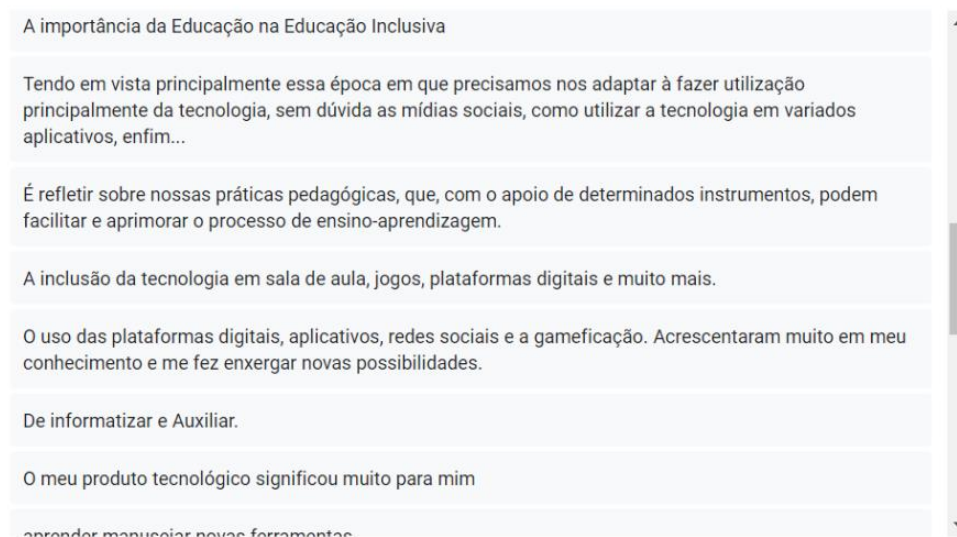 A importância da Educação na Educação Inclusiva
Tendo em vista principalmente essa época em que precisamos nos adaptar à fazer utilização
principalmente da tecnologia, sem dúvida as mídias sociais, como utilizar a tecnologia em variados
aplicativos, enfim...
É refletir sobre nossas práticas pedagógicas, que, com o apoio de determinados instrumentos, podem
facilitar e aprimorar o processo de ensino-aprendizagem.
A inclusão da tecnologia em sala de aula, jogos, plataformas digitais e muito mais.
O uso das plataformas digitais, aplicativos, redes sociais e a gameficação. Acrescentaram muito em meu
conhecimento e me fez enxergar novas possibilidades.
De informatizar e Auxiliar.
O meu produto tecnológico significou muito para mim
aprender manusejar novas ferramentas